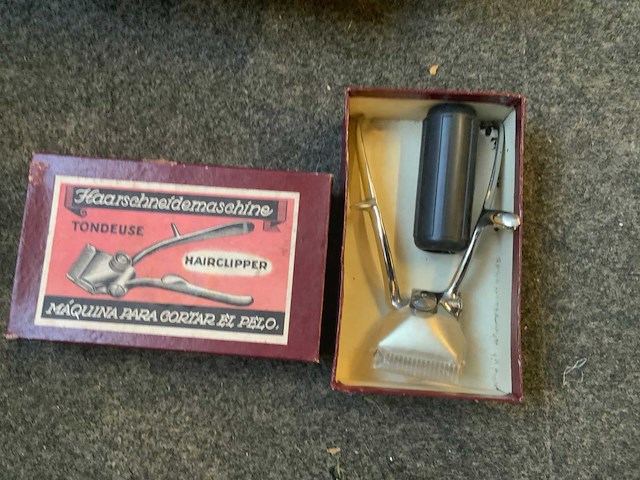 Haarschneidemaschine
TONDEUSE
HAIRCLIPPER
MÁQUINA PARA CORTAR EL PELO.